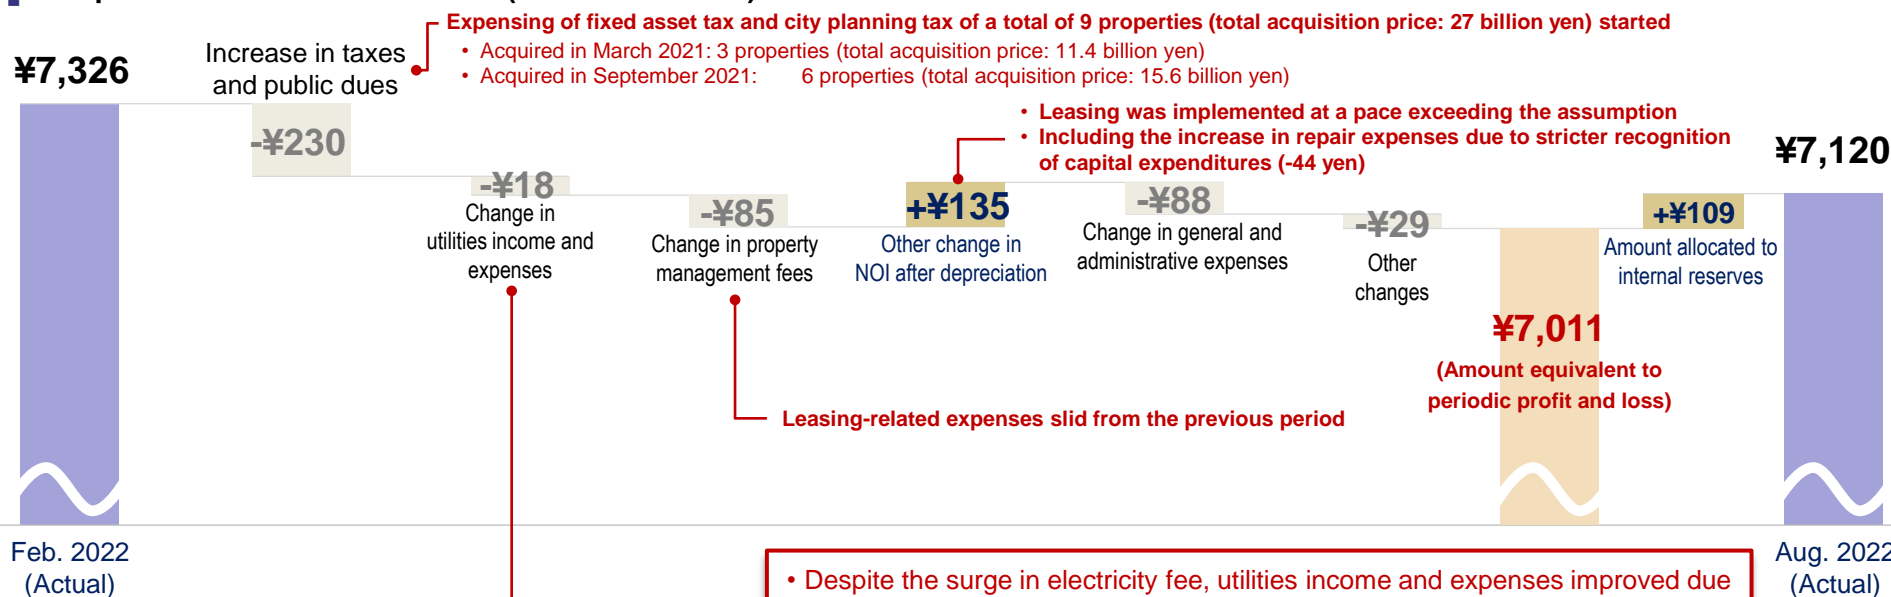 Expensing of fixed asset tax and city planning tax of a total of 9 properties (total acquisition price: 27 billion yen) started
• Acquired in March 2021: 3 properties (total acquisition price: 11.4 billion yen)
• Acquired in September 2021: 6 properties (total acquisition price: 15.6 billion yen)
Increase in taxes
and public dues
¥7,326
-¥230
• Leasing was implemented at a pace exceeding the assumption
• Including the increase in repair expenses due to stricter recognition
of capital expenditures (-44 yen)
¥7,120
-¥18
Change in
utilities income and
expenses
-¥85
Change in property
management fees
+¥135
Other change in
NOI after depreciation
-¥88
Change in general and
administrative expenses
-¥29
Other
changes
+¥109
Amount allocated to
internal reserves
¥7,011
(Amount equivalent to
periodic profit and loss)
Leasing-related expenses slid from the previous period
Feb. 2022
(Actual)
• Despite the surge in electricity fee, utilities income and expenses improved due
Aug. 2022
(Actual)